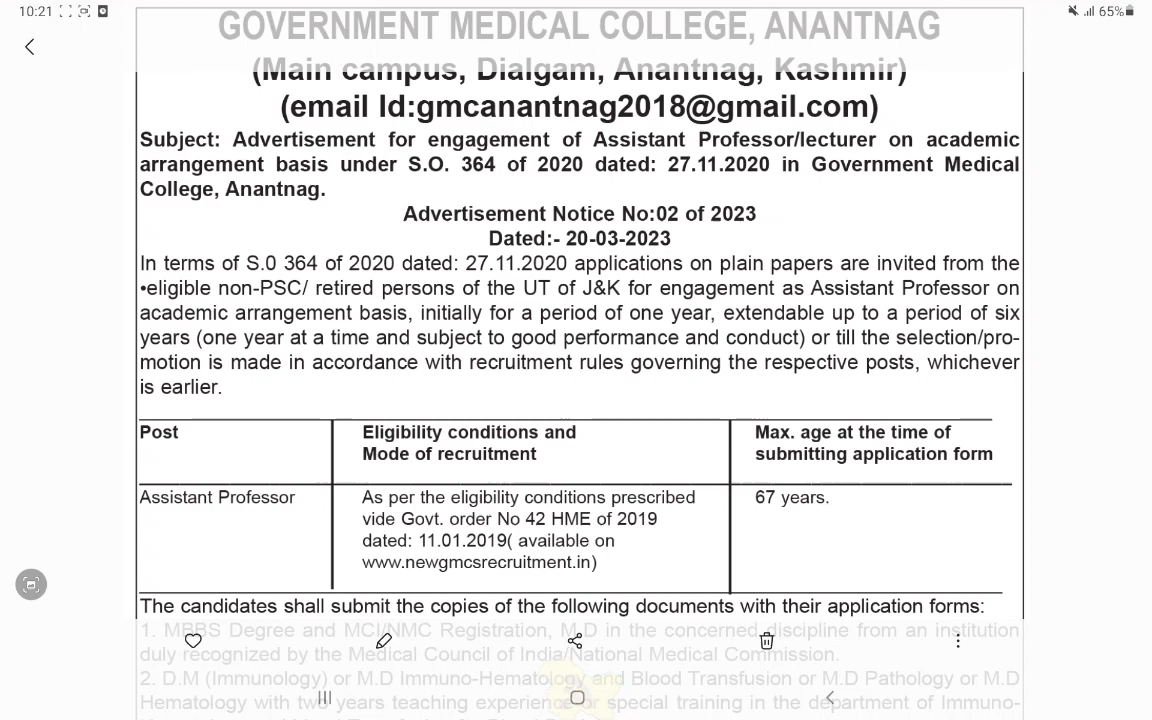 10:21
65%
GOVERNMENT MEDICAL COLLEGE, ANANTNAG
(Main campus, Dialgam, Anantnag, Kashmir)
(email Id:gmcanantnag2018@gmail.com)
Subject: Advertisement for engagement of Assistant Professor/lecturer on academic
arrangement basis under S.O. 364 of 2020 dated: 27.11.2020 in Government Medical
College, Anantnag.
Advertisement Notice No:02 of 2023
Dated:- 20-03-2023
In terms of S.0 364 of 2020 dated: 27.11.2020 applications on plain papers are invited from the
•eligible non-PSC/ retired persons of the UT of J&K for engagement as Assistant Professor on
academic arrangement basis, initially for a period of one year, extendable up to a period of six
years (one year at a time and subject to good performance and conduct) or till the selection/pro-
motion is made in accordance with recruitment rules governing the respective posts, whichever
is earlier.
Post
Eligibility conditions and
Mode of recruitment
Max. age at the time of
submitting application form
Assistant Professor
As per the eligibility conditions prescribed
vide Govt. order No 42 HME of 2019
dated: 11.01.2019( available on
www.newgmcsrecruitment.in)
67 years.
The candidates shall submit the copies of the following documents with their application forms:
1. MBBS Degree and MCI/NMC Registration, M.D in the concerned discipline from an institution
duly recognized by the Medical Council of India/National Medical Commission.
2. D.M (Immunology) or M.D Immuno-Hematology and Blood Transfusion or M.D Pathology or M.D
Hematology with two years teaching experience or special training in the department of Immuno-